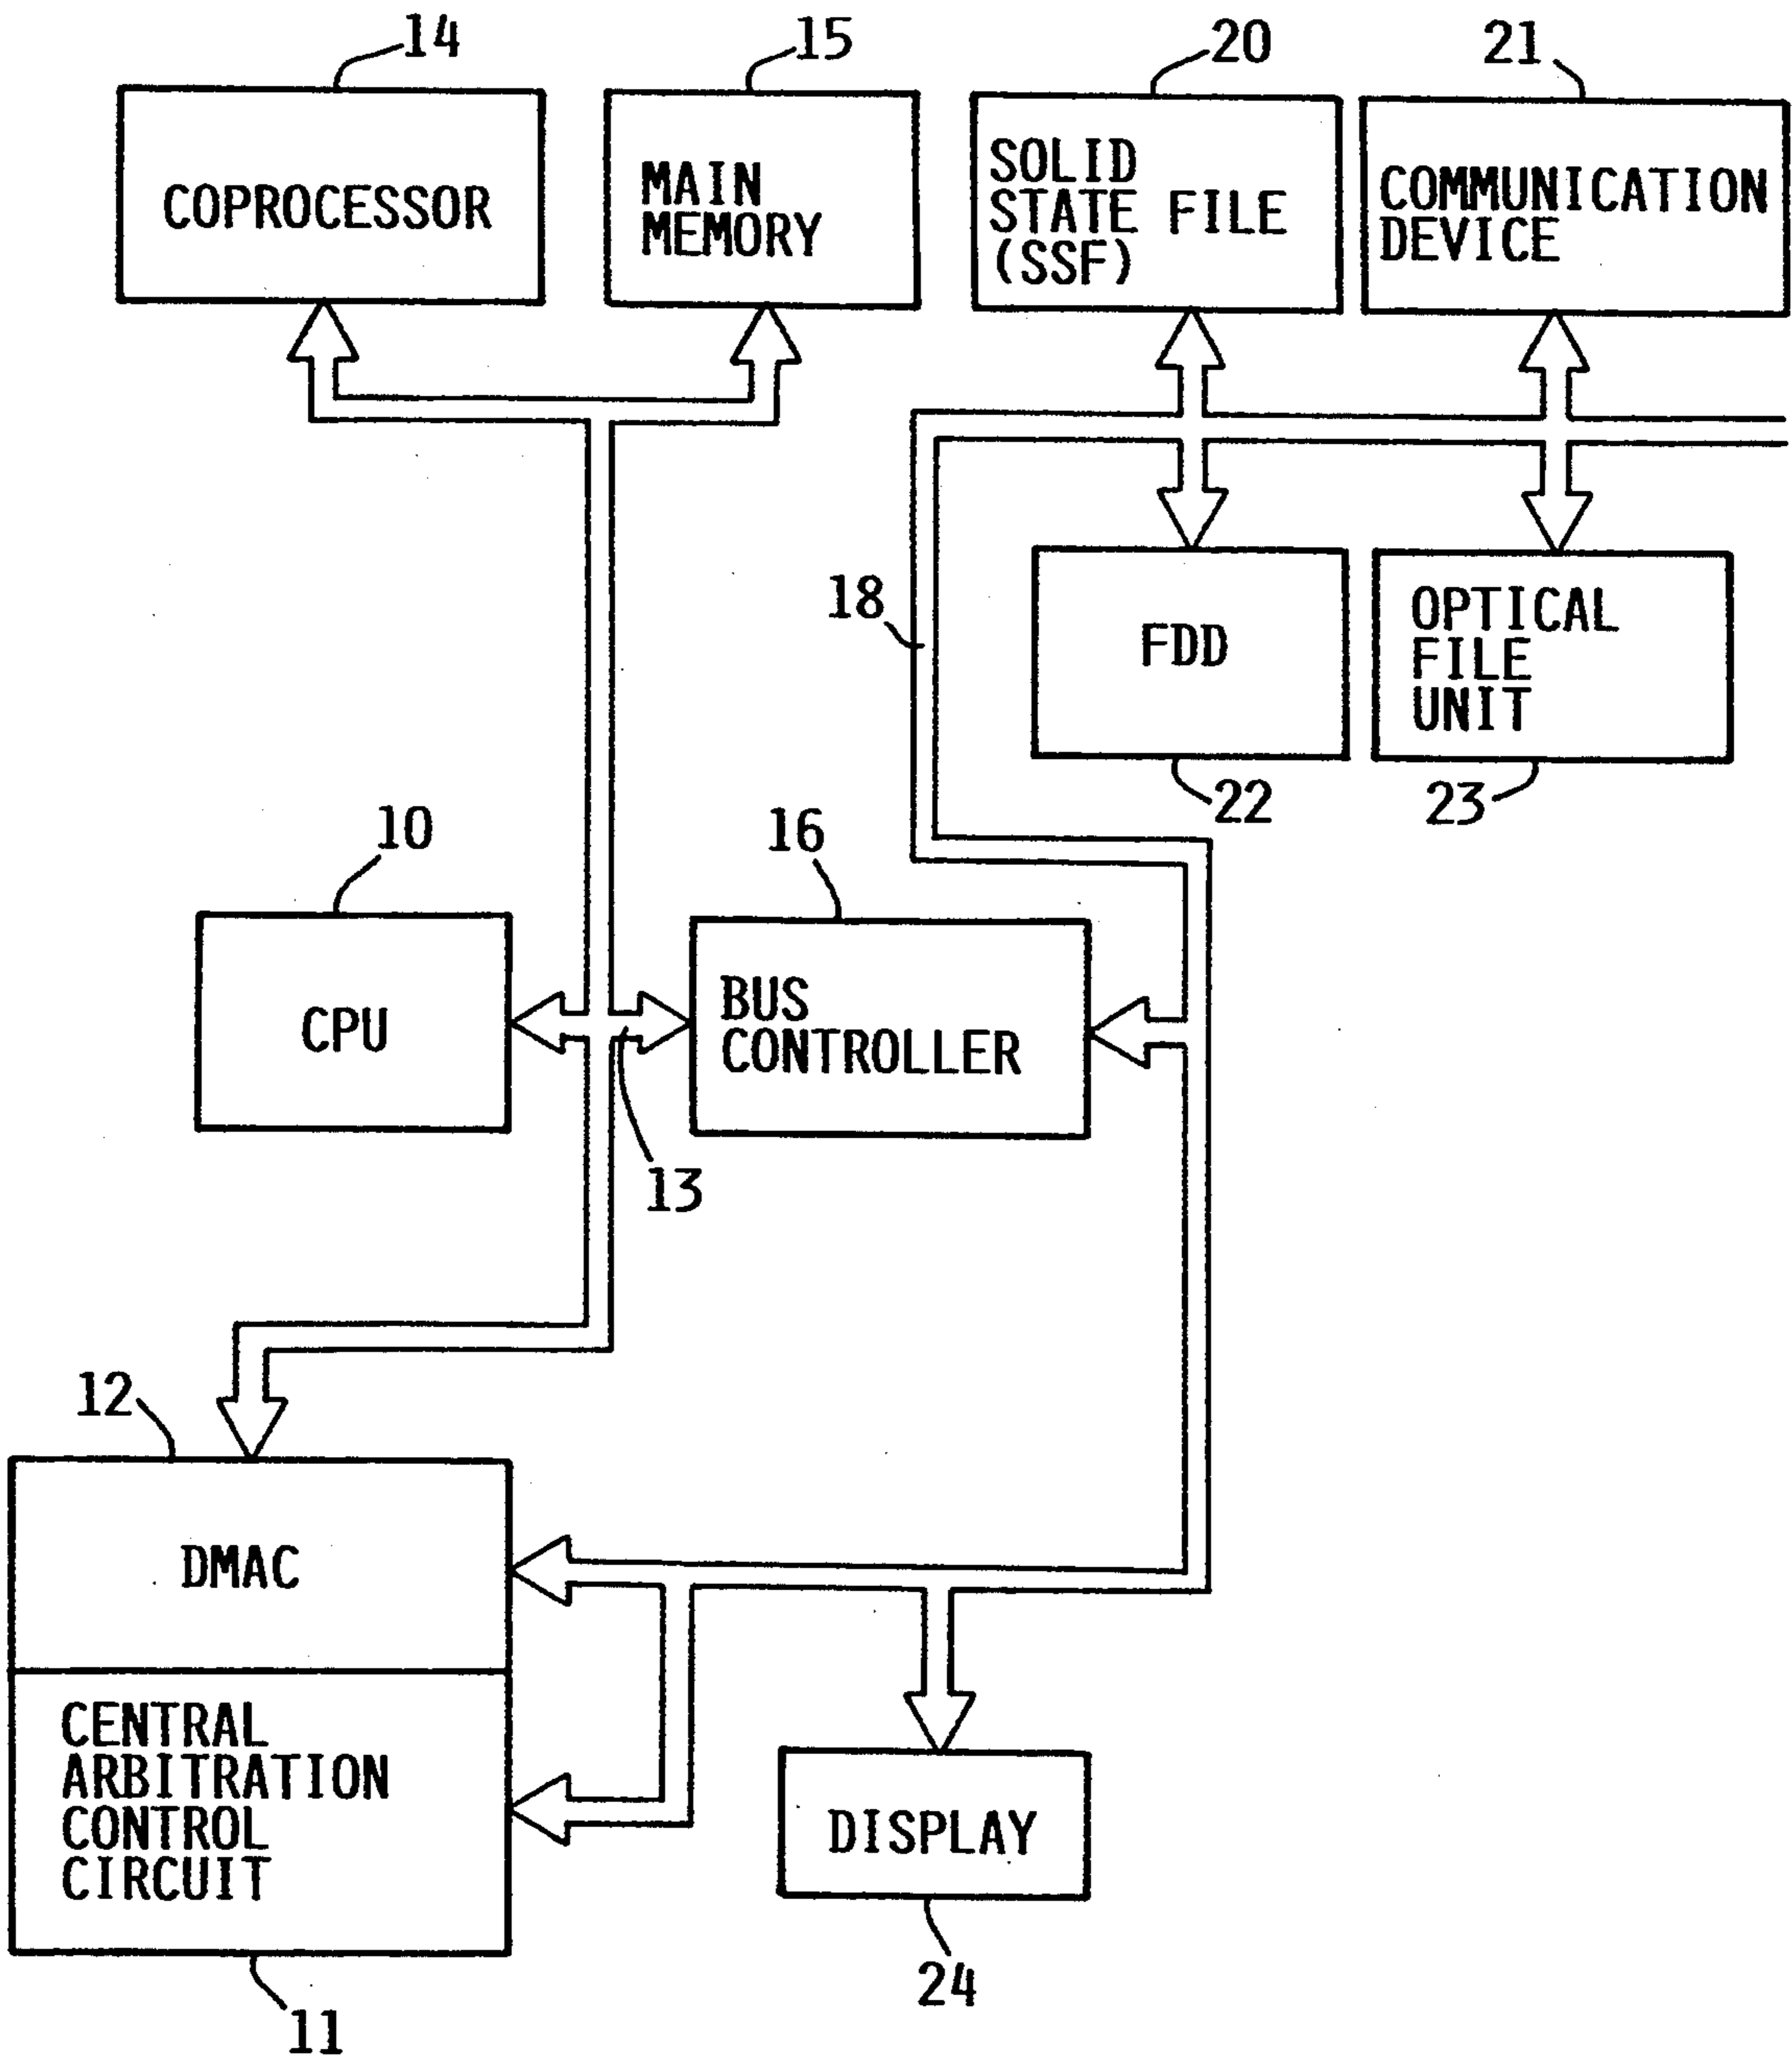 14
15
20
21
COPROCESSOR
MAIN
MEMORY
SOLID
STATE FILE
(SSF)
COMMUNICATION
DEVICE
18
FDD
OPTICAL
FILE
UNIT
22
23
10
16
CPU
BUS
CONTROLLER
13
12
DMAC
CENTRAL
ARBITRATION
CONTROL
CIRCUIT
DISPLAY
24
11